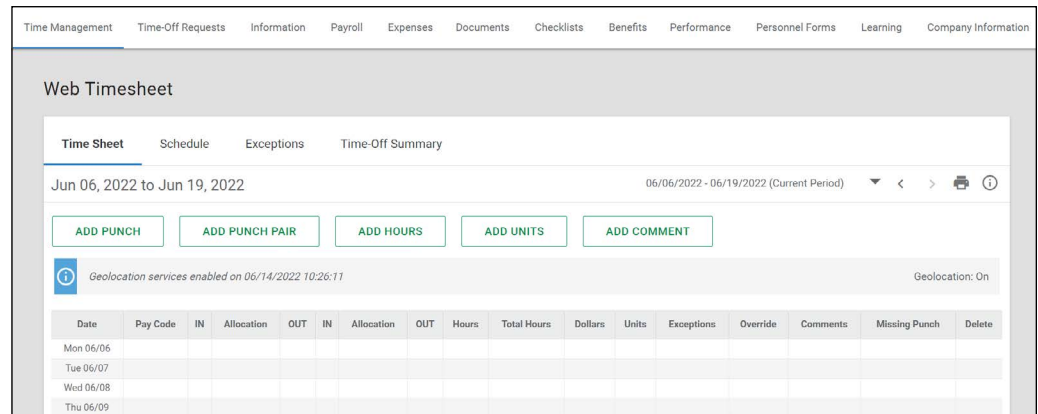 Time Management Time-Off Requests Information Payroll Expenses Documents Checklists Benefits Performance Personnel Forms Learning Company Information
Web Timesheet
Time Sheet Schedule Exceptions Time-Off Summary
Jun 06, 2022 to Jun 19, 2022 06/06/2022 - 06/19/2022 (Current Period)
ADD PUNCH ADD PUNCH PAIR ADD HOURS ADD UNITS ADD COMMENT
Geolocation services enabled on 06/14/2022 10:26:11 Geolocation: On
Date Pay Code IN Allocation OUT IN Allocation OUT Hours Total Hours Dollars Units Exceptions Override Comments Missing Punch Delete
Mon 06/06
Tue 06/07
Wed 06/08
Thu 06/09